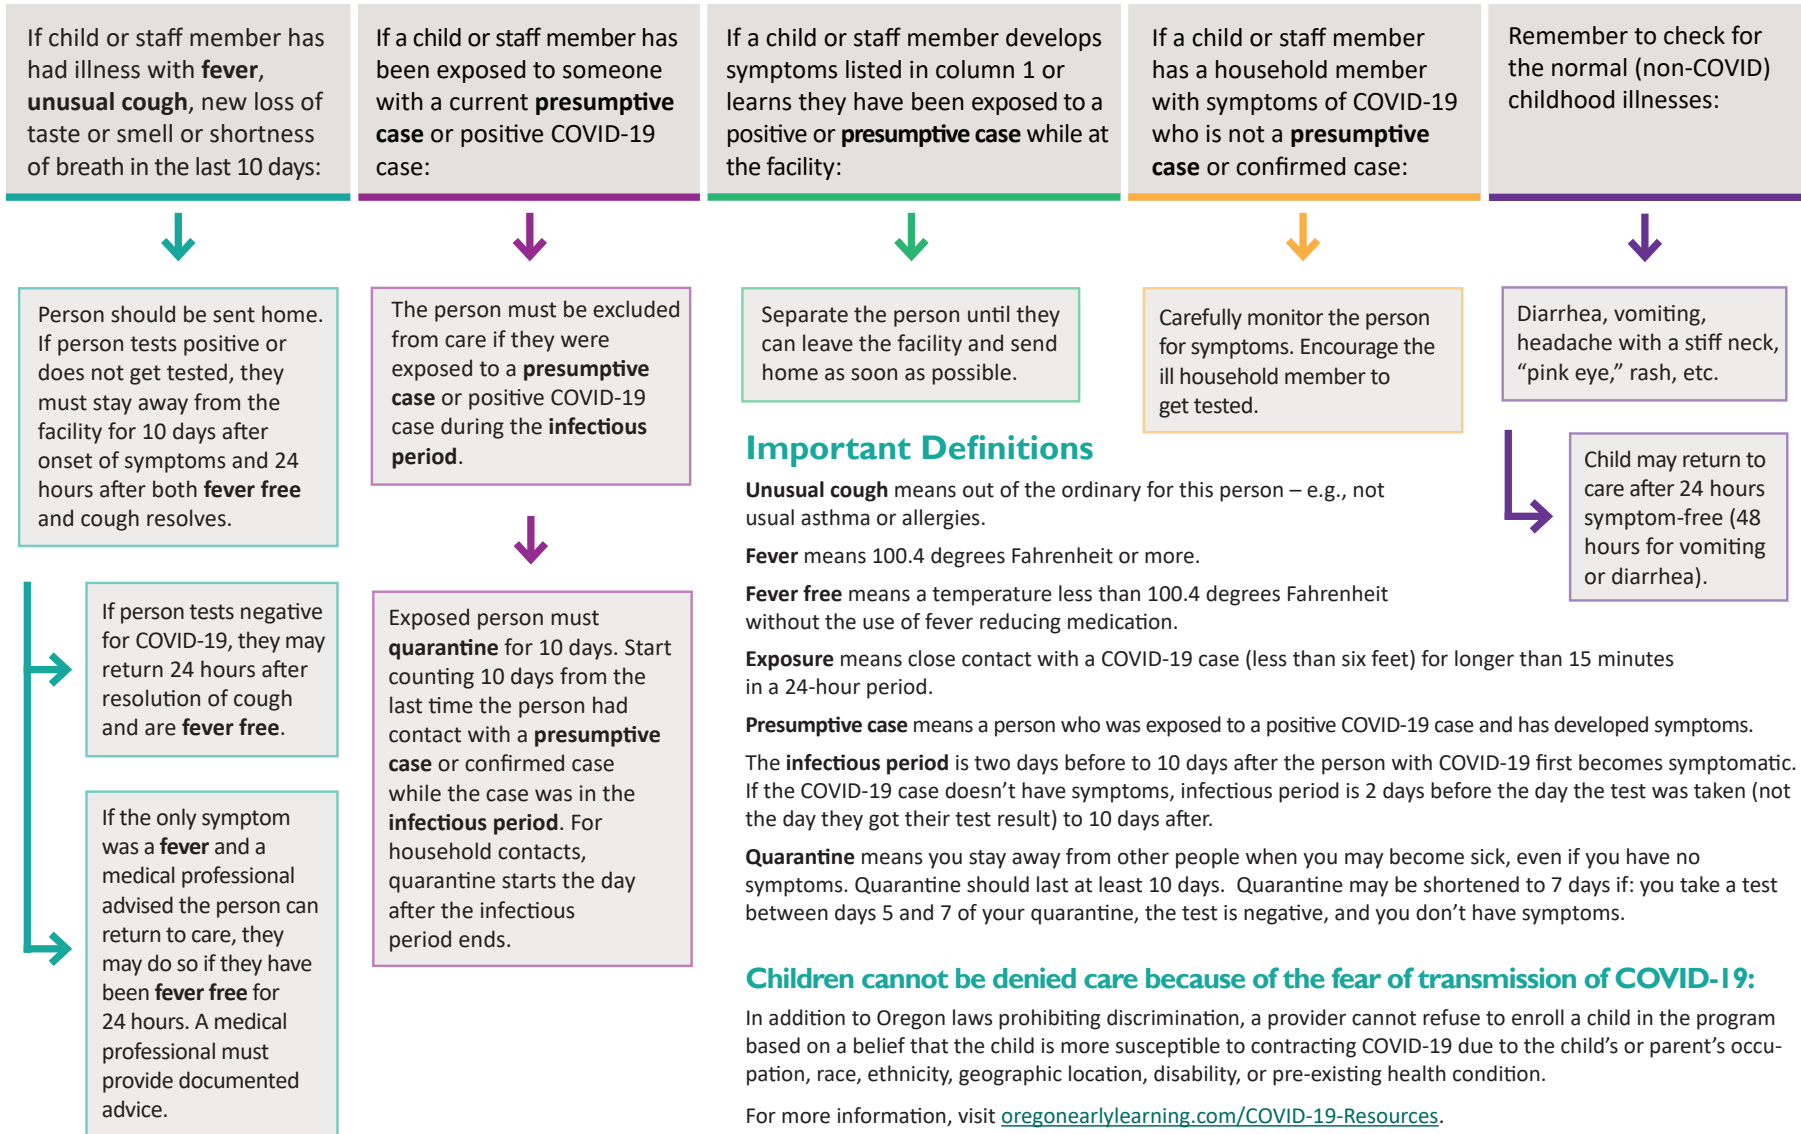 If child or staff member has
had illness with fever,
unusual cough, new loss of
taste or smell or shortness
of breath in the last 10 days:
Person should be sent home.
If person tests positive or
does not get tested, they
must stay away from the
facility for 10 days after
onset of symptoms and 24
hours after both fever free
and cough resolves.
If person tests negative
for COVID-19, they may
return 24 hours after
resolution of cough
and are fever free.
If the only symptom
was a fever and a
medical professional
advised the person can
return to care, they
may do so if they have
been fever free for
24 hours. A medical
professional must
provide documented
advice.
If a child or staff member has
been exposed to someone
with a current presumptive
case or positive COVID-19
case:
The person must be excluded
from care if they were
exposed to a presumptive
case or positive COVID-19
case during the infectious
period.
Exposed person must
quarantine for 10 days. Start
counting 10 days from the
last time the person had
contact with a presumptive
case or confirmed case
while the case was in the
infectious period. For
household contacts,
quarantine starts the day
after the infectious
period ends.
If a child or staff member develops
symptoms listed in column 1 or
learns they have been exposed to a
positive or presumptive case while at
the facility:
Separate the person until they
can leave the facility and send
home as soon as possible.
If a child or staff member
has a household member
with symptoms of COVID-19
who is not a presumptive
case or confirmed case:
Carefully monitor the person
for symptoms. Encourage the
ill household member to
get tested.
Remember to check for
the normal (non-COVID)
childhood illnesses:
Diarrhea, vomiting,
headache with a stiff neck,
“pink eye,” rash, etc.
Child may return to
care after 24 hours
symptom-free (48
hours for vomiting
or diarrhea).
Important Definitions
Unusual cough means out of the ordinary for this person – e.g., not
usual asthma or allergies.
Fever means 100.4 degrees Fahrenheit or more.
Fever free means a temperature less than 100.4 degrees Fahrenheit
without the use of fever reducing medication.
Exposure means close contact with a COVID-19 case (less than six feet) for longer than 15 minutes
in a 24-hour period.
Presumptive case means a person who was exposed to a positive COVID-19 case and has developed symptoms.
The infectious period is two days before to 10 days after the person with COVID-19 first becomes symptomatic.
If the COVID-19 case doesn’t have symptoms, infectious period is 2 days before the day the test was taken (not
the day they got their test result) to 10 days after.
Quarantine means you stay away from other people when you may become sick, even if you have no
symptoms. Quarantine should last at least 10 days.  Quarantine may be shortened to 7 days if: you take a test
between days 5 and 7 of your quarantine, the test is negative, and you don’t have symptoms.
Children cannot be denied care because of the fear of transmission of COVID-19:
In addition to Oregon laws prohibiting discrimination, a provider cannot refuse to enroll a child in the program
based on a belief that the child is more susceptible to contracting COVID-19 due to the child’s or parent’s occu-
pation, race, ethnicity, geographic location, disability, or pre-existing health condition.
For more information, visit oregonearlylearning.com/COVID-19-Resources.